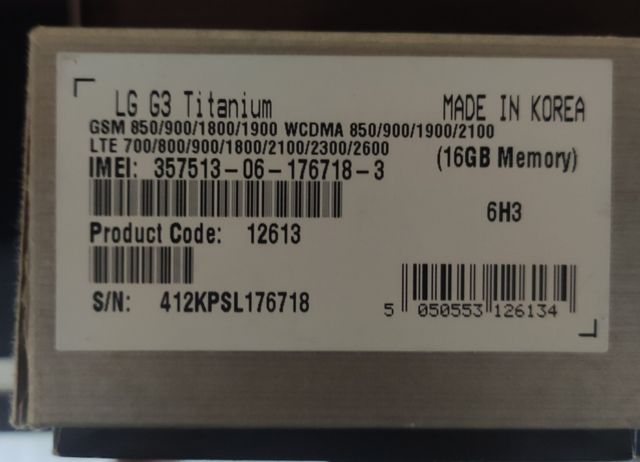 LG G3 Titanium MADE IN KOREA
GSM 850/900/1800/1900 WCDMA 850/900/1900/2100
LTE 700/800/900/1800/2100/2300/2600
(16GB Memory)
IMEI: 357513-06-176718-3
6H3
Product Code: 12613
S/N: 412KPSL176718
5 050553 126134